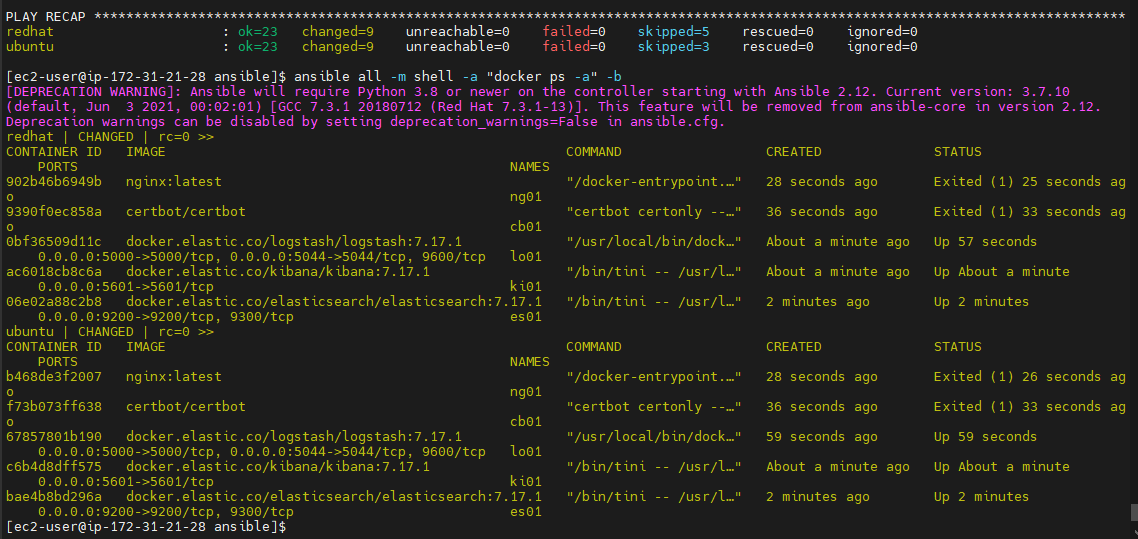 PLAY RECAP *********************************************************************************************************************************
redhat                     : ok=23   changed=9    unreachable=0    failed=0    skipped=5    rescued=0    ignored=0
ubuntu                     : ok=23   changed=9    unreachable=0    failed=0    skipped=3    rescued=0    ignored=0
[ec2-user@ip-172-31-21-28 ansible]$ ansible all -m shell -a "docker ps -a" -b
[DEPRECATION WARNING]: Ansible will require Python 3.8 or newer on the controller starting with Ansible 2.12. Current version: 3.7.10
(default, Jun  3 2021, 00:02:01) [GCC 7.3.1 20180712 (Red Hat 7.3.1-13)]. This feature will be removed from ansible-core in version 2.12.
Deprecation warnings can be disabled by setting deprecation_warnings=False in ansible.cfg.
redhat | CHANGED | rc=0 >>
CONTAINER ID   IMAGE                                                  COMMAND                  CREATED              STATUS
    PORTS                                                      NAMES
902b46b6949b   nginx:latest                                           "/docker-entrypoint.…"   28 seconds ago       Exited (1) 25 seconds ag
o                                                              ng01
9390f0ec858a   certbot/certbot                                        "certbot certonly --…"   36 seconds ago       Exited (1) 33 seconds ag
o                                                              cb01
0bf36509d11c   docker.elastic.co/logstash/logstash:7.17.1             "/usr/local/bin/dock…"   About a minute ago   Up 57 seconds
    0.0.0.0:5000->5000/tcp, 0.0.0.0:5044->5044/tcp, 9600/tcp   lo01
ac6018cb8c6a   docker.elastic.co/kibana/kibana:7.17.1                 "/bin/tini -- /usr/l…"   About a minute ago   Up About a minute
    0.0.0.0:5601->5601/tcp                                     ki01
06e02a88c2b8   docker.elastic.co/elasticsearch/elasticsearch:7.17.1   "/bin/tini -- /usr/l…"   2 minutes ago        Up 2 minutes
    0.0.0.0:9200->9200/tcp, 9300/tcp                           es01
ubuntu | CHANGED | rc=0 >>
CONTAINER ID   IMAGE                                                  COMMAND                  CREATED              STATUS
    PORTS                                                      NAMES
b468de3f2007   nginx:latest                                           "/docker-entrypoint.…"   28 seconds ago       Exited (1) 26 seconds ag
o                                                              ng01
f73b073ff638   certbot/certbot                                        "certbot certonly --…"   36 seconds ago       Exited (1) 33 seconds ag
o                                                              cb01
67857801b190   docker.elastic.co/logstash/logstash:7.17.1             "/usr/local/bin/dock…"   59 seconds ago       Up 59 seconds
    0.0.0.0:5000->5000/tcp, 0.0.0.0:5044->5044/tcp, 9600/tcp   lo01
c6b4d8dff575   docker.elastic.co/kibana/kibana:7.17.1                 "/bin/tini -- /usr/l…"   About a minute ago   Up About a minute
    0.0.0.0:5601->5601/tcp                                     ki01
bae4b8bd296a   docker.elastic.co/elasticsearch/elasticsearch:7.17.1   "/bin/tini -- /usr/l…"   2 minutes ago        Up 2 minutes
    0.0.0.0:9200->9200/tcp, 9300/tcp                           es01
[ec2-user@ip-172-31-21-28 ansible]$